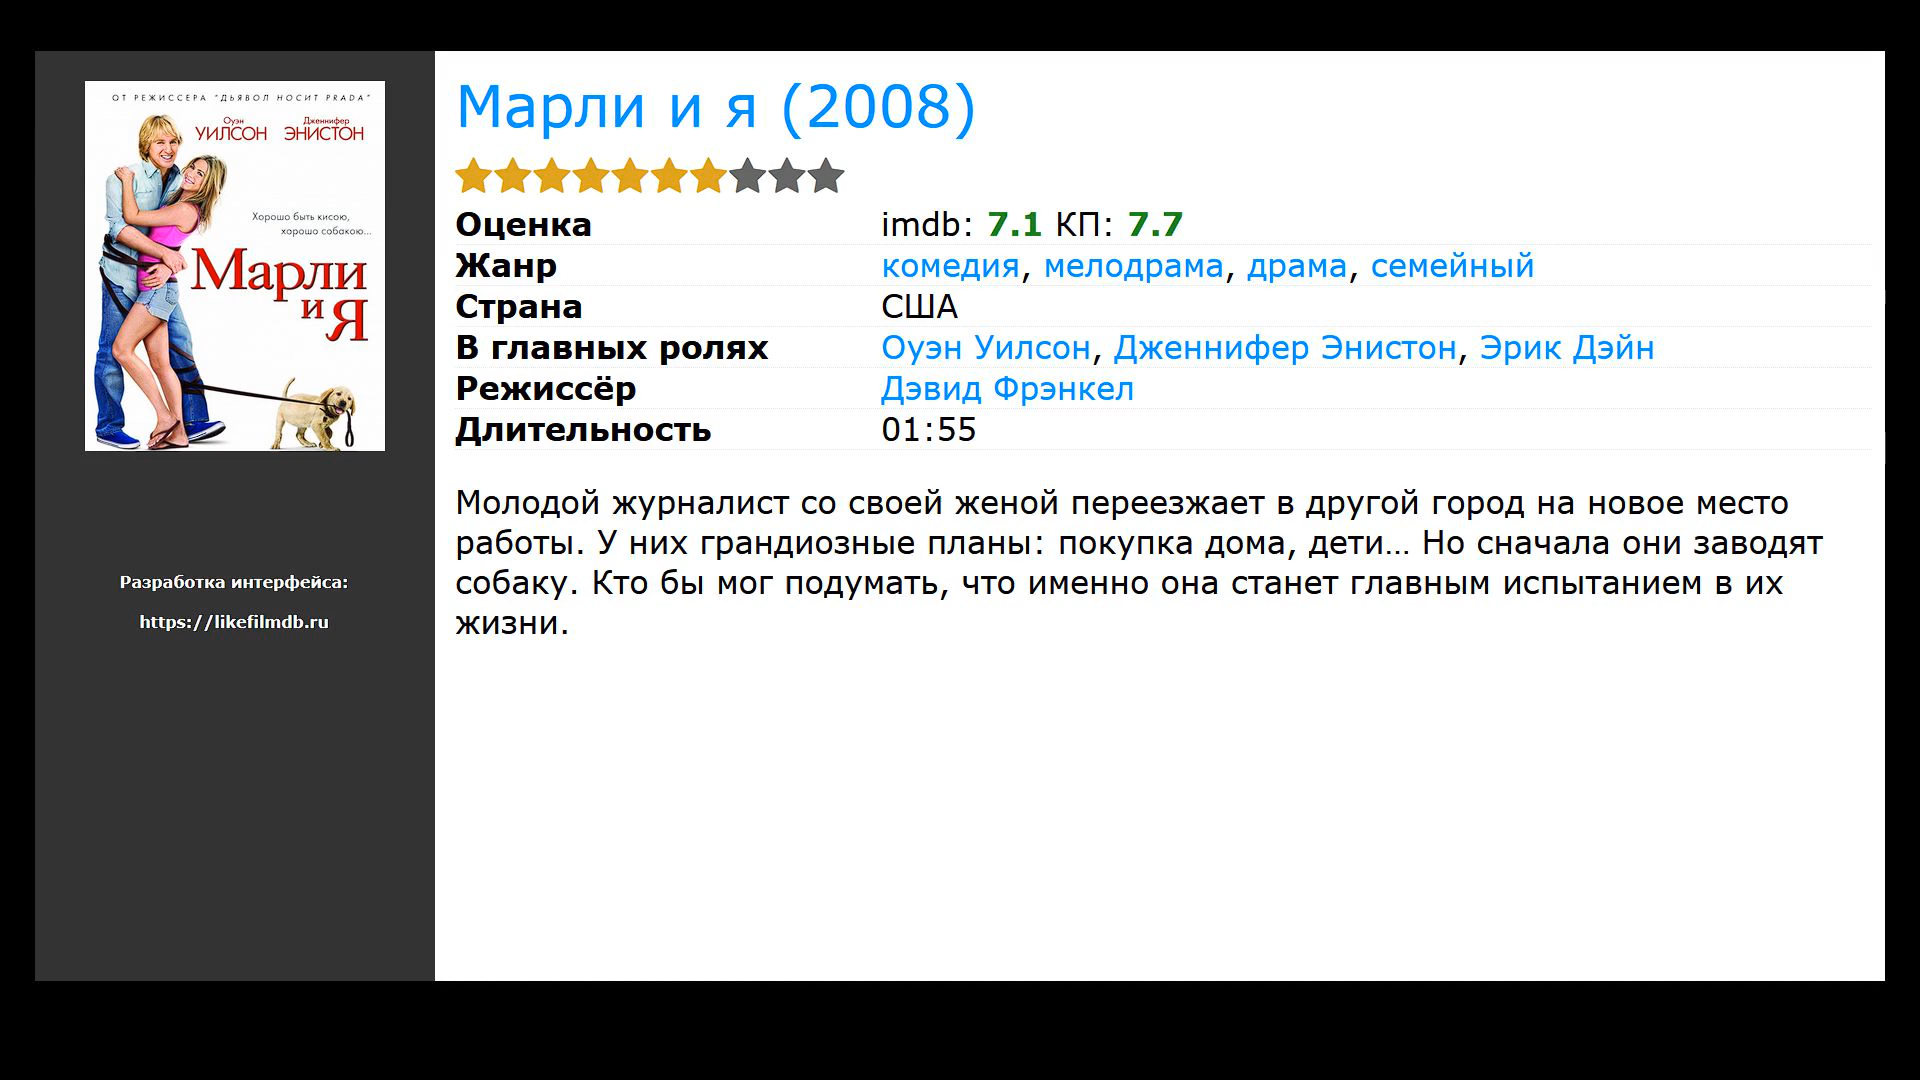 ОТ РЕЖИССЕРА "ДЬЯВОЛ НОСИТ PRADA"
Оуэн УИЛСОН
Дженнифер ЭНИСТОН
Хорошо быть кисою,
хорошо собакою...
Марли
и Я
Разработка интерфейса:
https://likefilmdb.ru
Марли и я (2008)
Оценка imdb: 7.1 КП: 7.7
Жанр комедия, мелодрама, драма, семейный
Страна США
В главных ролях Оуэн Уилсон, Дженнифер Энистон, Эрик Дэйн
Режиссёр Дэвид Фрэнкел
Длительность 01:55
Молодой журналист со своей женой переезжает в другой город на новое место
работы. У них грандиозные планы: покупка дома, дети… Но сначала они заводят
собаку. Кто бы мог подумать, что именно она станет главным испытанием в их
жизни.